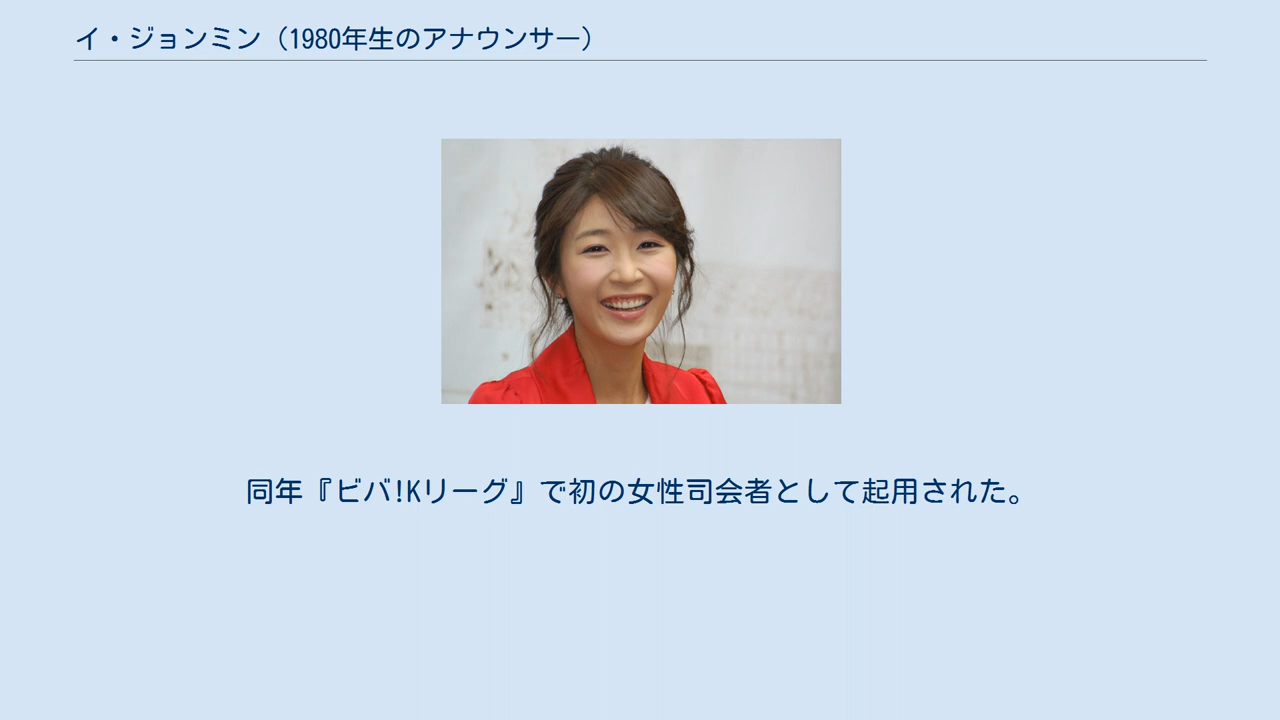 イ・ジョンミン（1980年生のアナウンサー）
同年『ビバ!Kリーグ』で初の女性司会者として起用された。